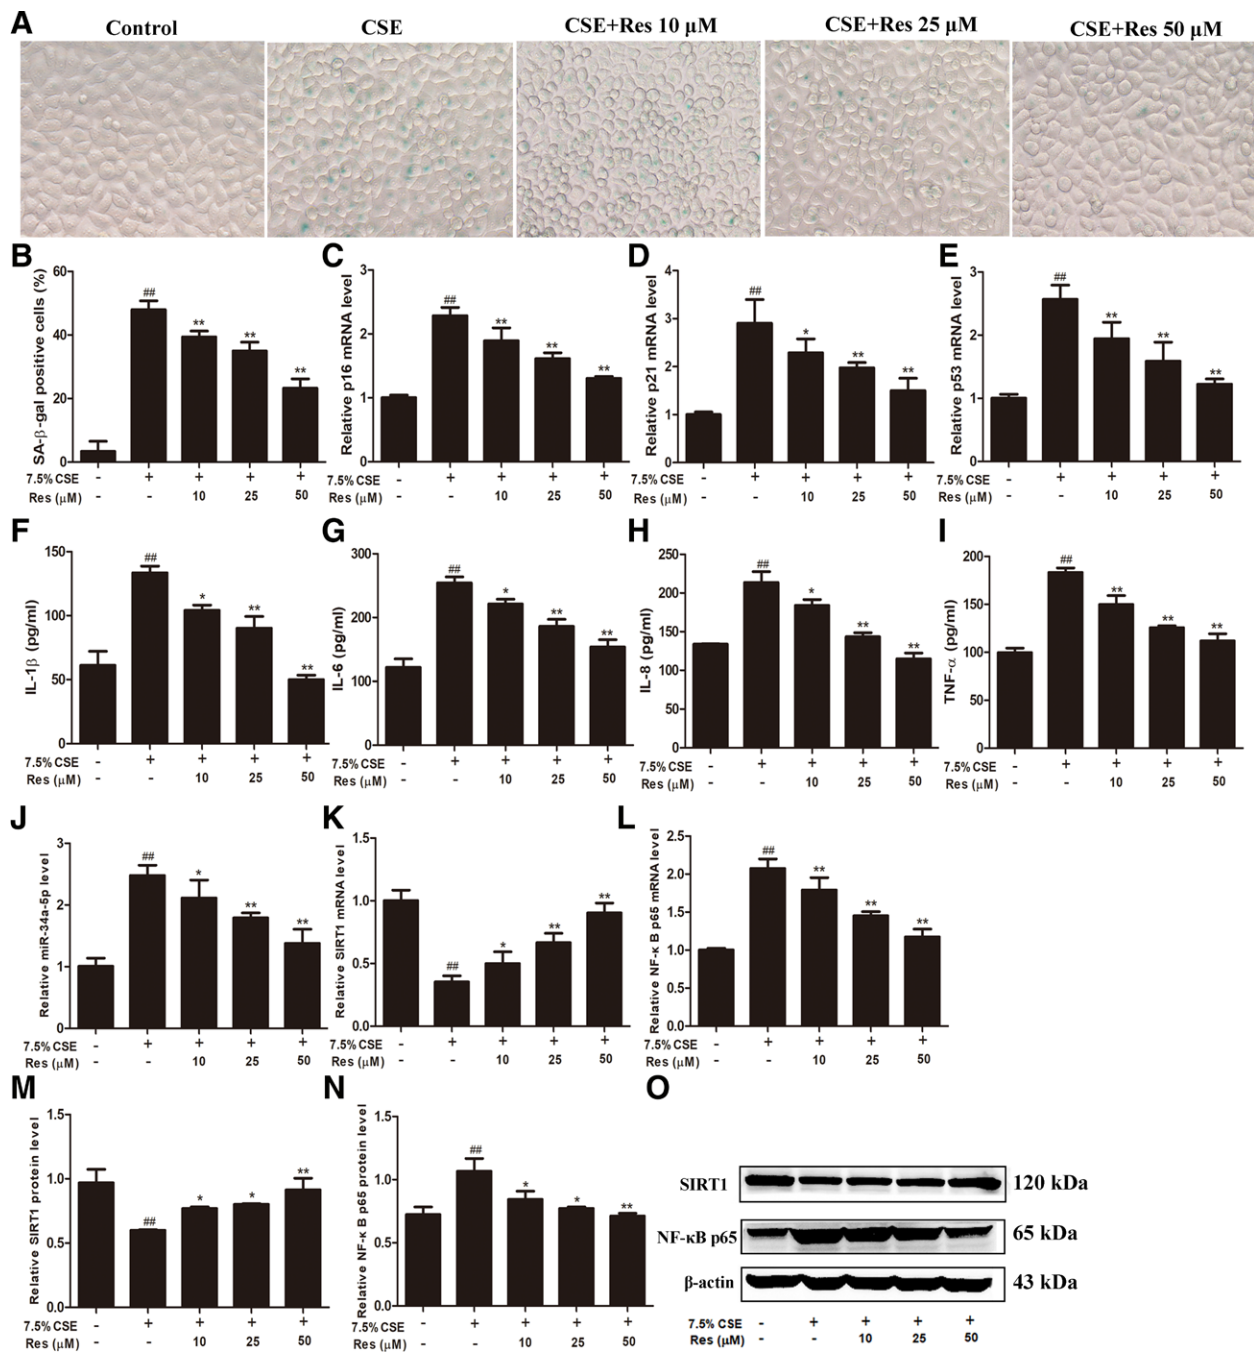 A Control CSE CSE+Res 10 μM CSE+Res 25 μM CSE+Res 50 μM
B C D E
SA-β-gal positive cells (%)
60
40
20
0
##
**
**
**
7.5% CSE - + + + +
Res (μM) - - 10 25 50
Relative p16 mRNA level
3
2
1
0
##
**
**
**
7.5% CSE - + + + +
Res (μM) - - 10 25 50
Relative p21 mRNA level
4
3
2
1
0
##
*
**
**
7.5% CSE - + + + +
Res (μM) - - 10 25 50
Relative p53 mRNA level
3
2
1
0
##
**
**
**
7.5% CSE - + + + +
Res (μM) - - 10 25 50
F G H I
IL-1β (pg/ml)
150
100
50
0
##
*
**
**
7.5% CSE - + + + +
Res (μM) - - 10 25 50
IL-6 (pg/ml)
300
200
100
0
##
*
**
**
7.5% CSE - + + + +
Res (μM) - - 10 25 50
IL-8 (pg/ml)
250
200
150
100
50
0
##
*
**
**
7.5% CSE - + + + +
Res (μM) - - 10 25 50
TNF-α (pg/ml)
200
150
100
50
0
##
**
**
**
7.5% CSE - + + + +
Res (μM) - - 10 25 50
J K L
Relative miR-34a-5p level
3
2
1
0
##
*
**
**
7.5% CSE - + + + +
Res (μM) - - 10 25 50
Relative SIRT1 mRNA level
1.5
1.0
0.5
0.0
##
*
**
**
7.5% CSE - + + + +
Res (μM) - - 10 25 50
Relative NF-κ B p65 mRNA level
2.5
2.0
1.5
1.0
0.5
0.0
##
**
**
**
7.5% CSE - + + + +
Res (μM) - - 10 25 50
M N O
Relative SIRT1 protein level
1.5
1.0
0.5
0.0
##
*
*
**
7.5% CSE - + + + +
Res (μM) - - 10 25 50
Relative NF-κ B p65 protein level
1.5
1.0
0.5
0.0
##
*
*
**
7.5% CSE - + + + +
Res (μM) - - 10 25 50
SIRT1 120 kDa
NF-κB p65 65 kDa
β-actin 43 kDa
7.5% CSE - + + + +
Res (μM) - - 10 25 50